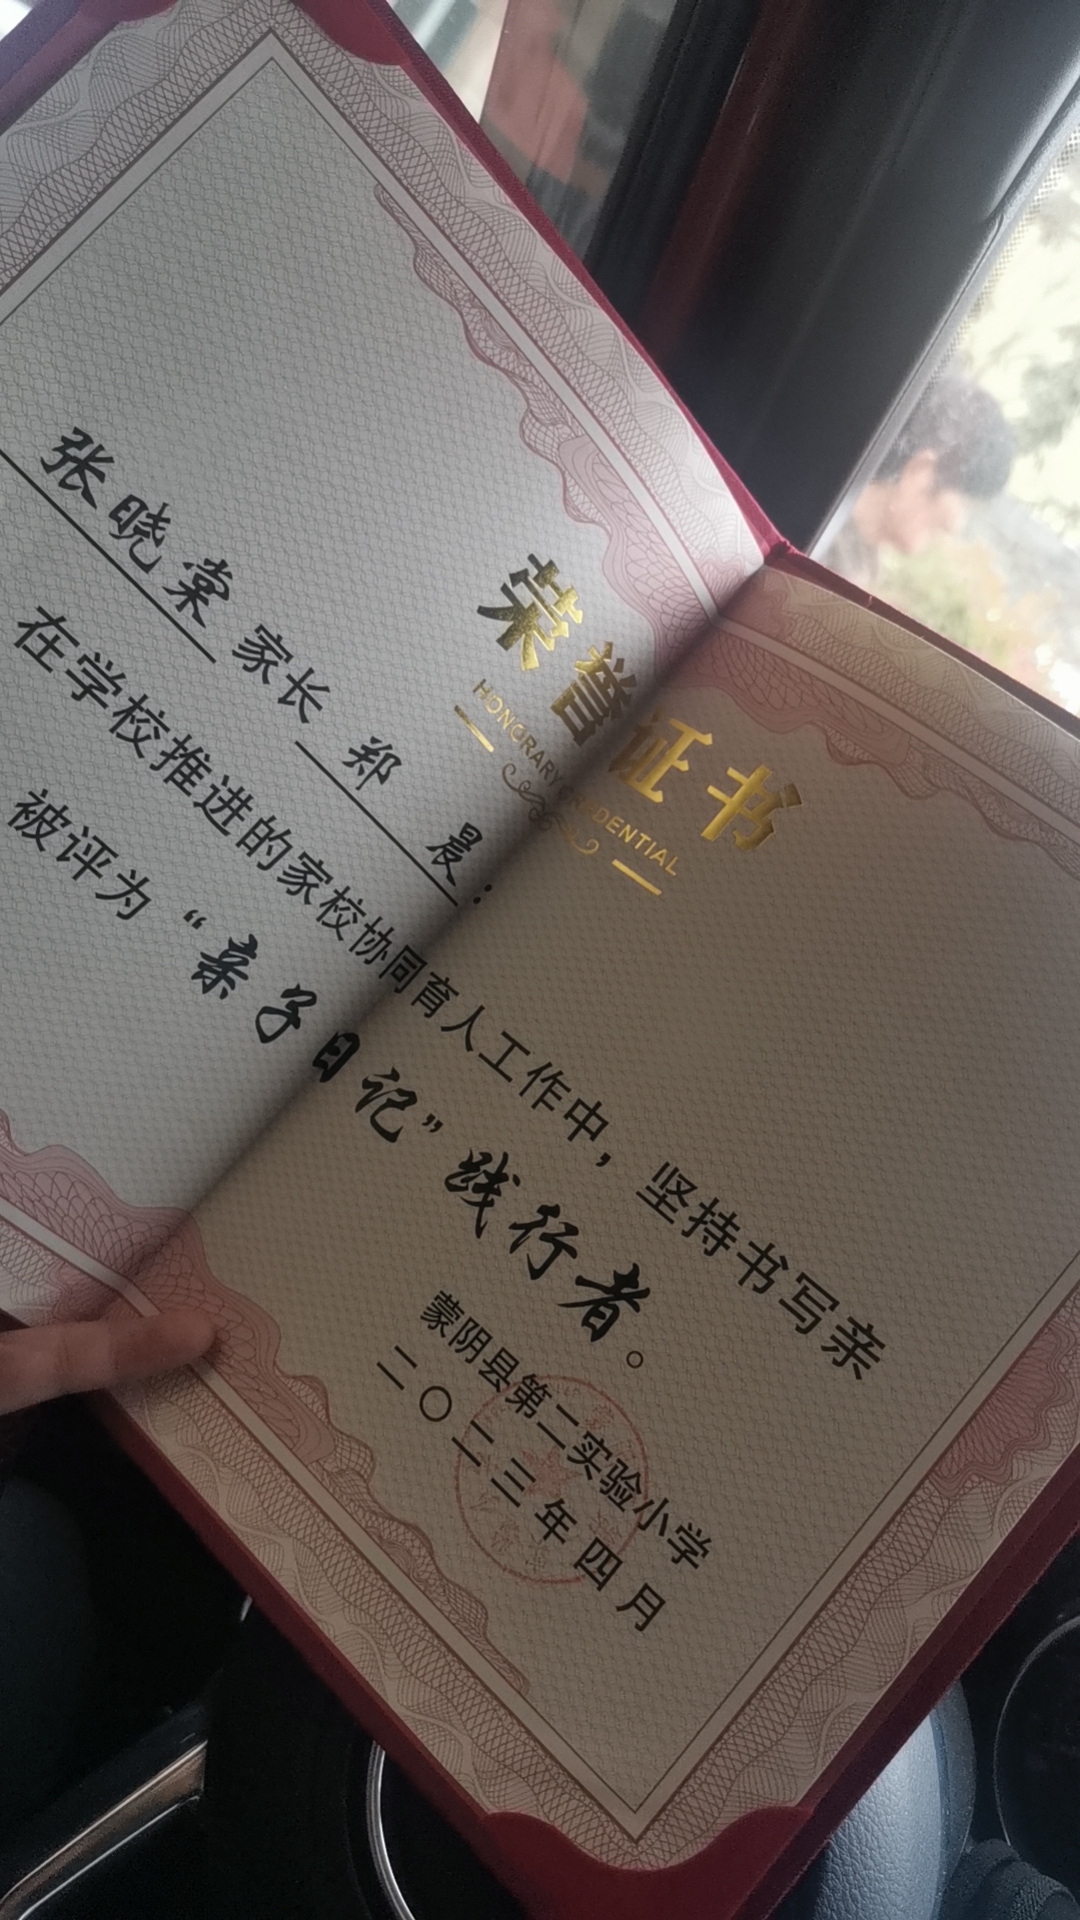 荣誉证书
HONORARY CREDENTIAL
张晓棠 家长 郑晨：
在学校推进的家校协同育人工作中，坚持书写亲
被评为“亲子日记”践行者。
蒙阴县第二实验小学
二〇二三年四月